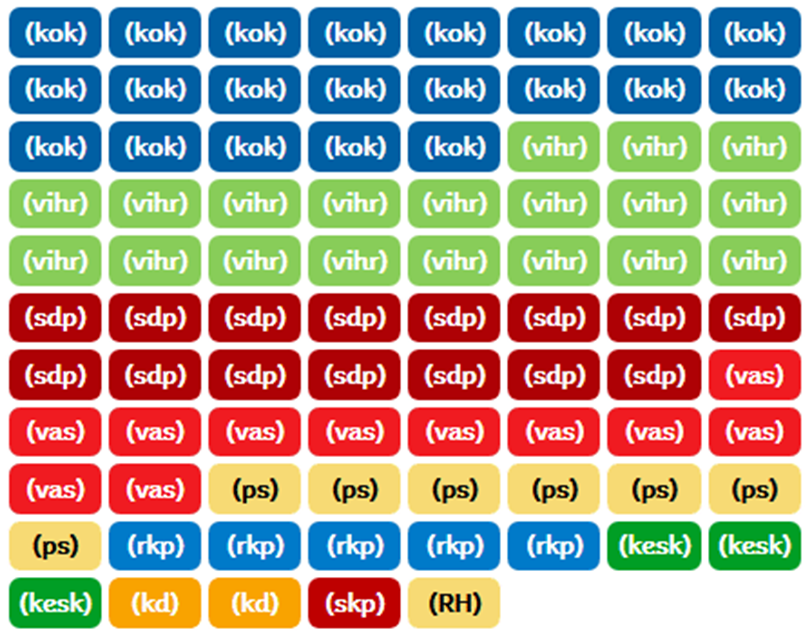 (kok) (kok) (kok) (kok) (kok) (kok) (kok) (kok)
(kok) (kok) (kok) (kok) (kok) (kok) (kok) (kok)
(kok) (kok) (kok) (kok) (kok) (vihr) (vihr) (vihr)
(vihr) (vihr) (vihr) (vihr) (vihr) (vihr) (vihr) (vihr)
(vihr) (vihr) (vihr) (vihr) (vihr) (vihr) (vihr) (vihr)
(sdp) (sdp) (sdp) (sdp) (sdp) (sdp) (sdp) (sdp)
(sdp) (sdp) (sdp) (sdp) (sdp) (sdp) (sdp) (vas)
(vas) (vas) (vas) (vas) (vas) (vas) (vas) (vas)
(vas) (vas) (ps) (ps) (ps) (ps) (ps) (ps)
(ps) (rkp) (rkp) (rkp) (rkp) (rkp) (kesk) (kesk)
(kesk) (kd) (kd) (skp) (RH)